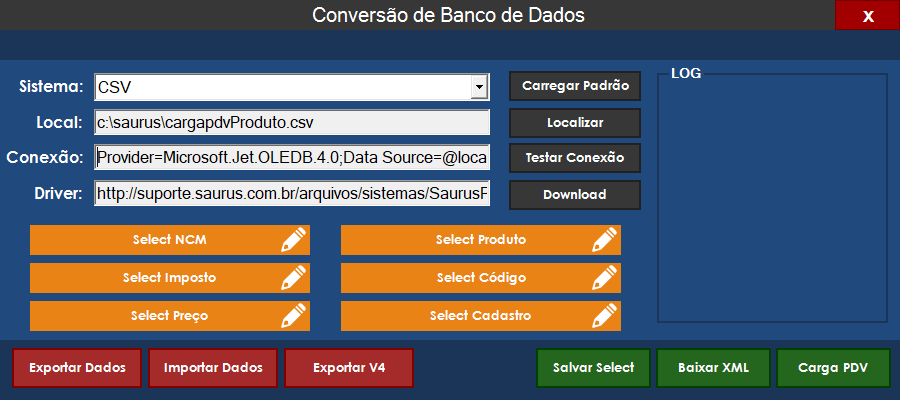 Conversão de Banco de Dados
X
Sistema:
CSV
Carregar Padrão
Local:
c:\saurus\cargapdvProduto.csv
Localizar
Conexão:
Provider=Microsoft.Jet.OLEDB.4.0;Data Source=@loca
Testar Conexão
Driver:
http://suporte.saurus.com.br/arquivos/sistemas/SaurusF
Download
LOG
Select NCM
Select Produto
Select Imposto
Select Código
Select Preço
Select Cadastro
Exportar Dados
Importar Dados
Exportar V4
Salvar Select
Baixar XML
Carga PDV